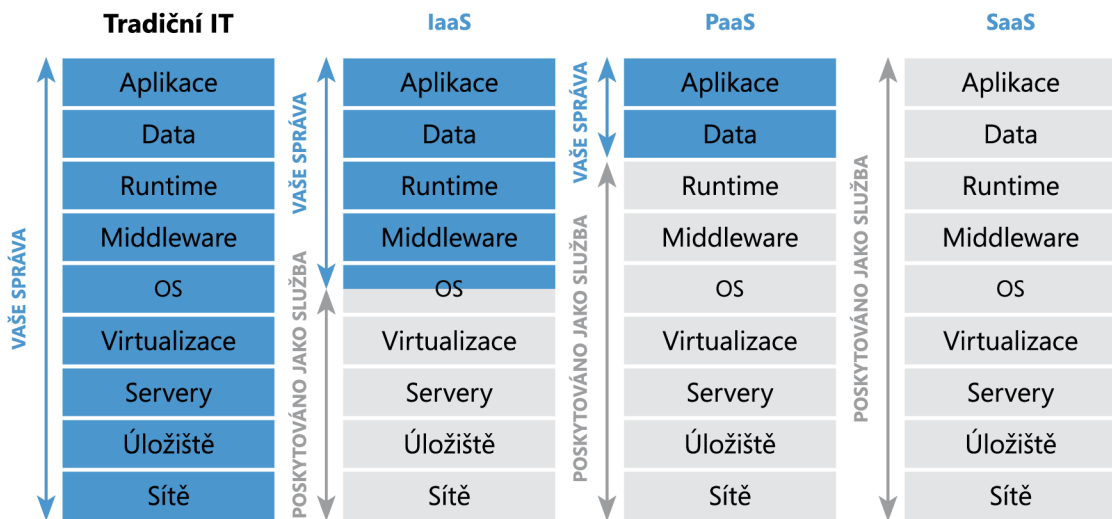 Tradiční IT
VAŠE SPRÁVA
Aplikace
Data
Runtime
Middleware
OS
Virtualizace
Servery
Úložiště
Sítě
IaaS
VAŠE SPRÁVA
POSKYTOVÁNO JAKO SLUŽBA
Aplikace
Data
Runtime
Middleware
OS
Virtualizace
Servery
Úložiště
Sítě
PaaS
VAŠE SPRÁVA
POSKYTOVÁNO JAKO SLUŽBA
Aplikace
Data
Runtime
Middleware
OS
Virtualizace
Servery
Úložiště
Sítě
SaaS
POSKYTOVÁNO JAKO SLUŽBA
Aplikace
Data
Runtime
Middleware
OS
Virtualizace
Servery
Úložiště
Sítě